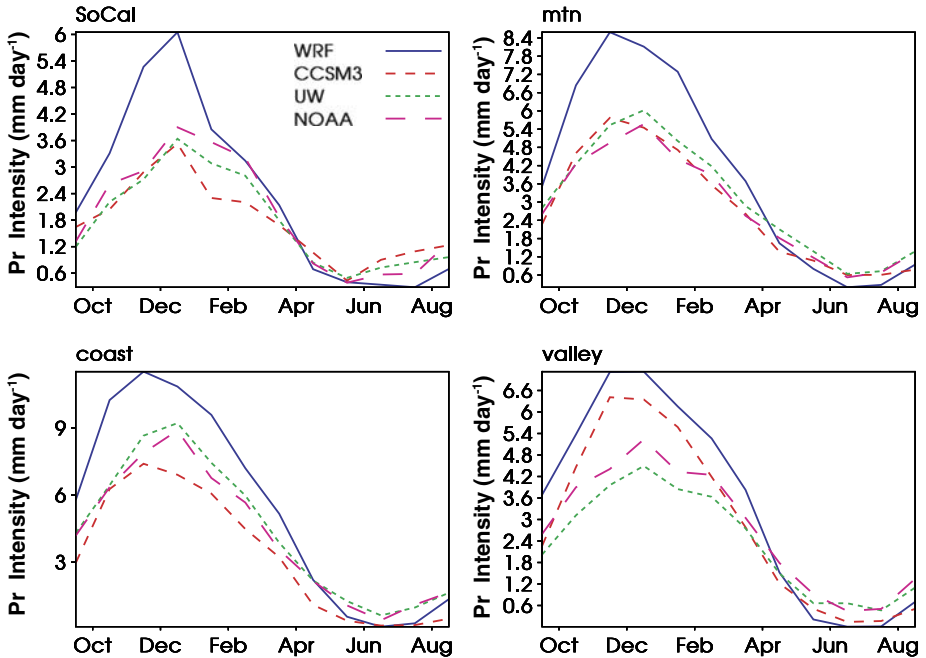 SoCal
6
5.4
4.8
4.2
3.6
3
2.4
1.8
1.2
0.6
Pr Intensity (mm day-1)
WRF
CCSM3
UW
NOAA
Oct Dec Feb Apr Jun Aug
mtn
8.4
7.8
7.2
6.6
6
5.4
4.8
4.2
3.6
3
2.4
1.8
1.2
0.6
Pr Intensity (mm day-1)
Oct Dec Feb Apr Jun Aug
coast
9
6
3
Pr Intensity (mm day-1)
Oct Dec Feb Apr Jun Aug
valley
6.6
6
5.4
4.8
4.2
3.6
3
2.4
1.8
1.2
0.6
Pr Intensity (mm day-1)
Oct Dec Feb Apr Jun Aug